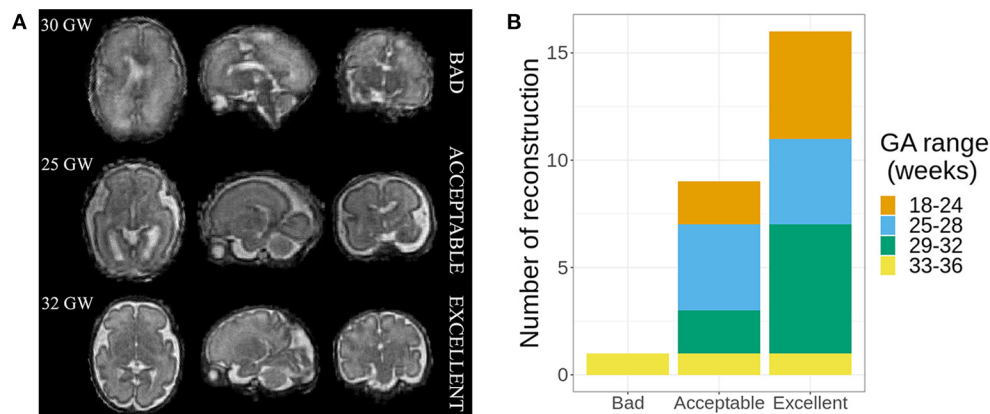 A
30 GW
BAD
25 GW
ACCEPTABLE
32 GW
EXCELLENT
B
Number of reconstruction
15
10
5
0
Bad Acceptable Excellent
GA range
(weeks)
18-24
25-28
29-32
33-36